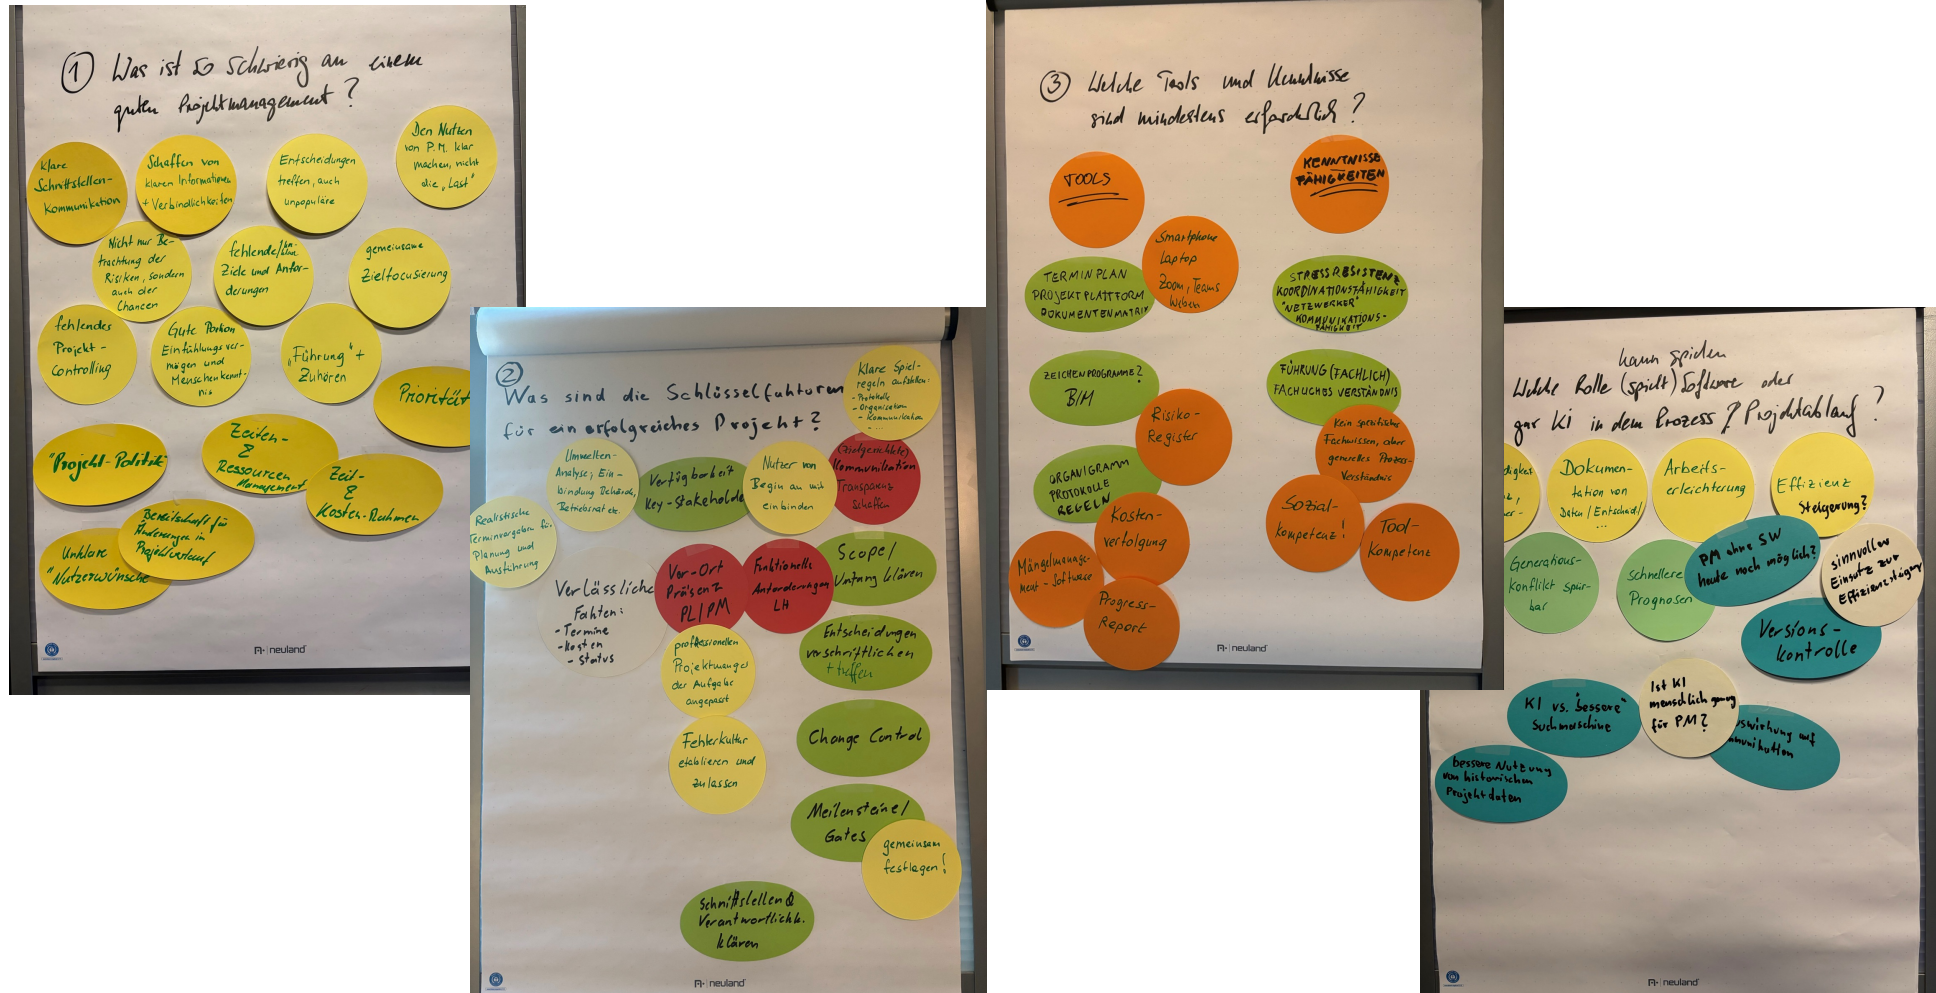 ① Was ist so schwierig an einem
guten Projektmanagement?
klare
Schnittstellen-
Kommunikation
Schaffen von
klaren Informationen
+ Verbindlichkeiten
Entscheidungen
treffen, auch
unpopuläre
Den Nutzen
von P.M. klar
machen, nicht
die „Last"
Nicht nur Be-
trachtung der
Risiken, sondern
auch der
Chancen
fehlende/
Ziele und Anfor-
derungen
gemeinsame
Zielfocusierung
fehlendes
Projekt-
Controlling
Gute Portion
Einfühlungsver-
mögen und
Menschenkennt-
nis
„Führung" +
Zuhören
Priorität
"Projekt-Politik"
Zeiten-
&
Ressourcen
Management
Zeit-
&
Kosten-Rahmen
Bereitschaft für
Änderungen im
Projektverlauf
Unklare
"Nutzerwünsche"
neuland
②
Was sind die Schlüsselfaktoren
für ein erfolgreiches Projekt?
Klare Spiel-
regeln aufstellen:
- Protokolle
- Organisation
- Kommunikation
- ...
Umwelten-
Analyse; Ein-
bindung Behörde,
Betriebsrat etc.
Verfügbarkeit
Key-Stakeholder
Nutzer von
Begin an mit
einbinden
(Zielgerichtete)
Kommunikation
Transparenz
schaffen
Realistische
Terminvorgaben für
Planung und
Ausführung
Verlässliche
Fakten:
- Termine
- Kosten
- Status
Vor-Ort
Präsenz
PL/PM
Funktionelle
Anforderungen
LH
Scope/
Umfang klären
professionellen
Projektmanager
der Aufgabe
angepasst
Entscheidungen
verschriftlichen
+ treffen
Fehlerkultur
etablieren und
zulassen
Change Control
Meilensteine/
Gates
gemeinsam
festlegen!
Schnittstellen &
Verantwortlichk.
klären
neuland
③ Welche Tools und Kenntnisse
sind mindestens erforderlich?
TOOLS
KENNTNISSE
FÄHIGKEITEN
Smartphone
Laptop
Zoom, Teams
Webex
TERMINPLAN
PROJEKTPLATTFORM
DOKUMENTENMATRIX
STRESSRESISTENZ
KOORDINATIONSFÄHIGKEIT
"NETZWERKER"
KOMMUNIKATIONS-
FÄHIGKEIT
ZEICHENPROGRAMME?
BIM
FÜHRUNG (FACHLICH)
FACHLICHES VERSTÄNDNIS
Risiko-
Register
Kein spezifisches
Fachwissen, aber
generelles Prozess-
Verständnis
ORGANIGRAMM
PROTOKOLLE
REGELN
Kosten-
verfolgung
Sozial-
kompetenz!
Tool-
Kompetenz
Mängelmanage-
ment-Software
Progress-
Report
neuland
kann spielen
Welche Rolle (spielt) Software oder
gar KI in dem Prozess / Projektablauf?
Dokumen-
tation von
Daten/Entscheid./
...
Arbeits-
erleichterung
Effizienz
Steigerung?
Generations-
konflikt spür-
bar
schnellere
Prognosen
PM ohne SW
heute noch möglich?
sinnvoller
Einsatz zur
Effizienzsteigung
Versions-
kontrolle
KI vs. "bessere"
Suchmaschine
Ist KI
menschlich genug
für PM?
uswirkung auf
mmunikation
bessere Nutzung
von historischen
Projektdaten
neuland